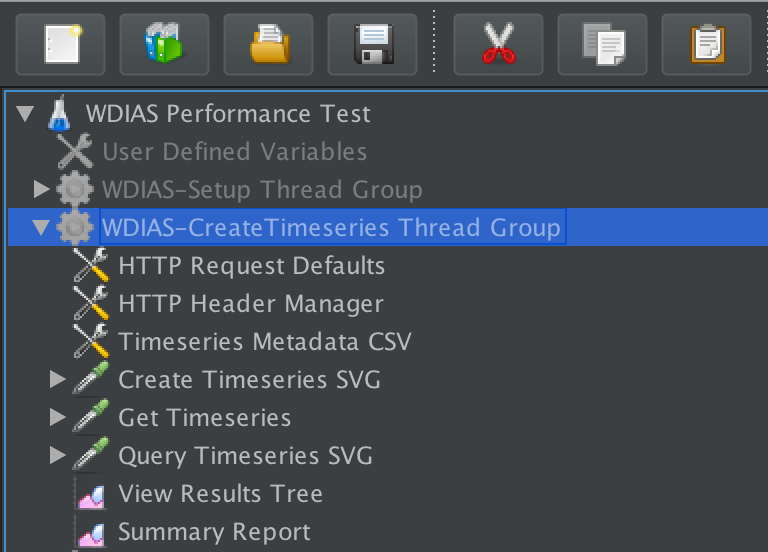 WDIAS Performance Test
User Defined Variables
WDIAS-Setup Thread Group
WDIAS-CreateTimeseries Thread Group
HTTP Request Defaults
HTTP Header Manager
Timeseries Metadata CSV
Create Timeseries SVG
Get Timeseries
Query Timeseries SVG
View Results Tree
Summary Report